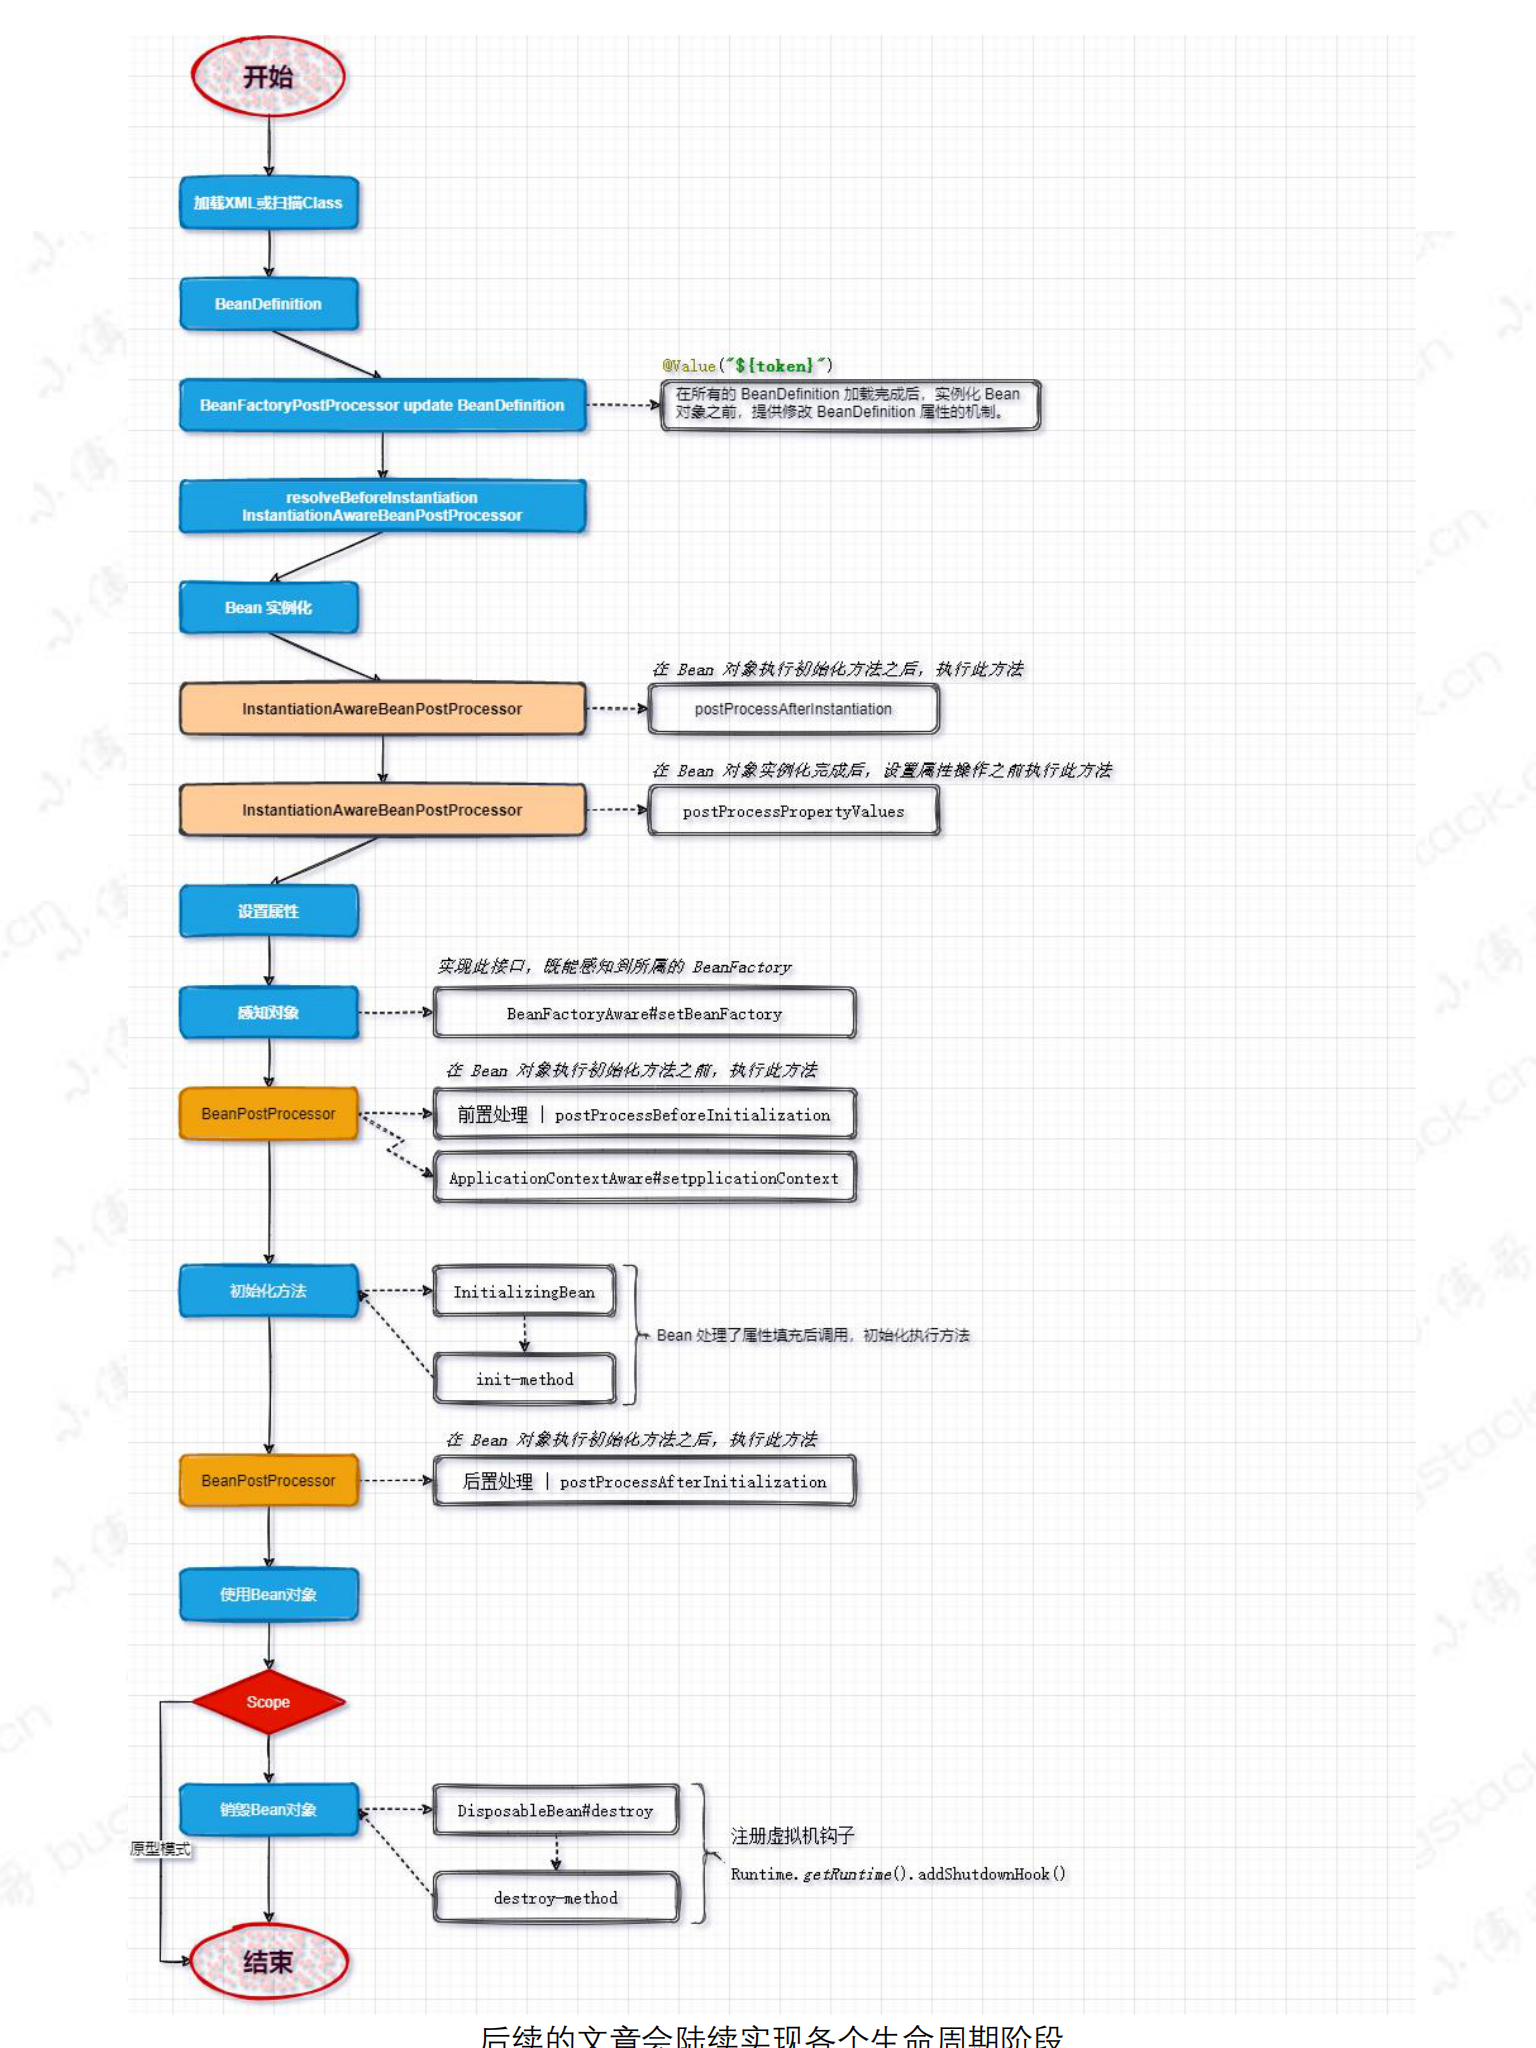 开始
加载XML或扫描Class
BeanDefinition
@Value("${token}")
BeanFactoryPostProcessor update BeanDefinition
在所有的 BeanDefinition 加载完成后，实例化 Bean
对象之前，提供修改 BeanDefinition 属性的机制。
resolveBeforeInstantiation
InstantiationAwareBeanPostProcessor
Bean 实例化
在 Bean 对象执行初始化方法之后，执行此方法
InstantiationAwareBeanPostProcessor
postProcessAfterInstantiation
在 Bean 对象实例化完成后，设置属性操作之前执行此方法
InstantiationAwareBeanPostProcessor
postProcessPropertyValues
设置属性
实现此接口，既能感知到所属的 BeanFactory
感知对象
BeanFactoryAware#setBeanFactory
在 Bean 对象执行初始化方法之前，执行此方法
BeanPostProcessor
前置处理 | postProcessBeforeInitialization
ApplicationContextAware#setpplicationContext
初始化方法
InitializingBean
Bean 处理了属性填充后调用，初始化执行方法
init-method
在 Bean 对象执行初始化方法之后，执行此方法
BeanPostProcessor
后置处理 | postProcessAfterInitialization
使用Bean对象
Scope
销毁Bean对象
DisposableBean#destroy
注册虚拟机钩子
原型模式
Runtime.getRuntime().addShutdownHook()
destroy-method
结束
后续的文章会陆续实现各个生命周期阶段